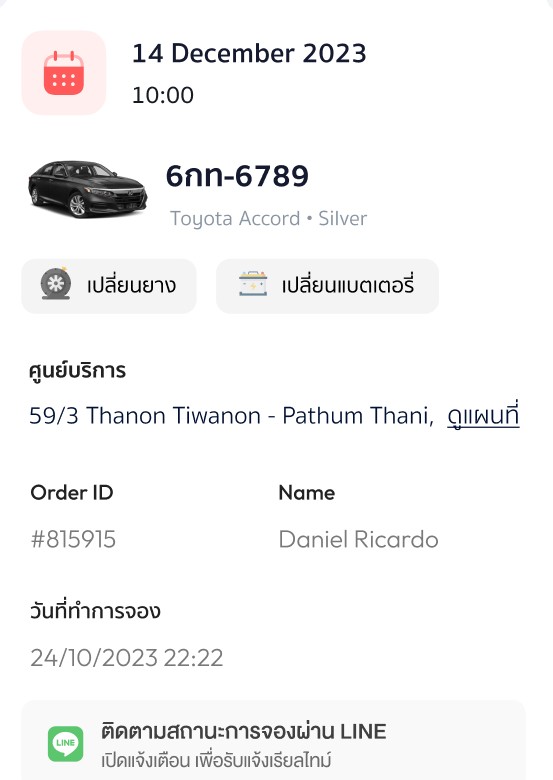 14 December 2023
10:00
6กท-6789
Toyota Accord • Silver
เปลี่ยนยาง
เปลี่ยนแบตเตอรี่
ศูนย์บริการ
59/3 Thanon Tiwanon - Pathum Thani, ดูแผนที่
Order ID
Name
#815915
Daniel Ricardo
วันที่ทำการจอง
24/10/2023 22:22
LINE
ติดตามสถานะการจองผ่าน LINE
เปิดแจ้งเตือน เพื่อรับแจ้งเรียลไทม์